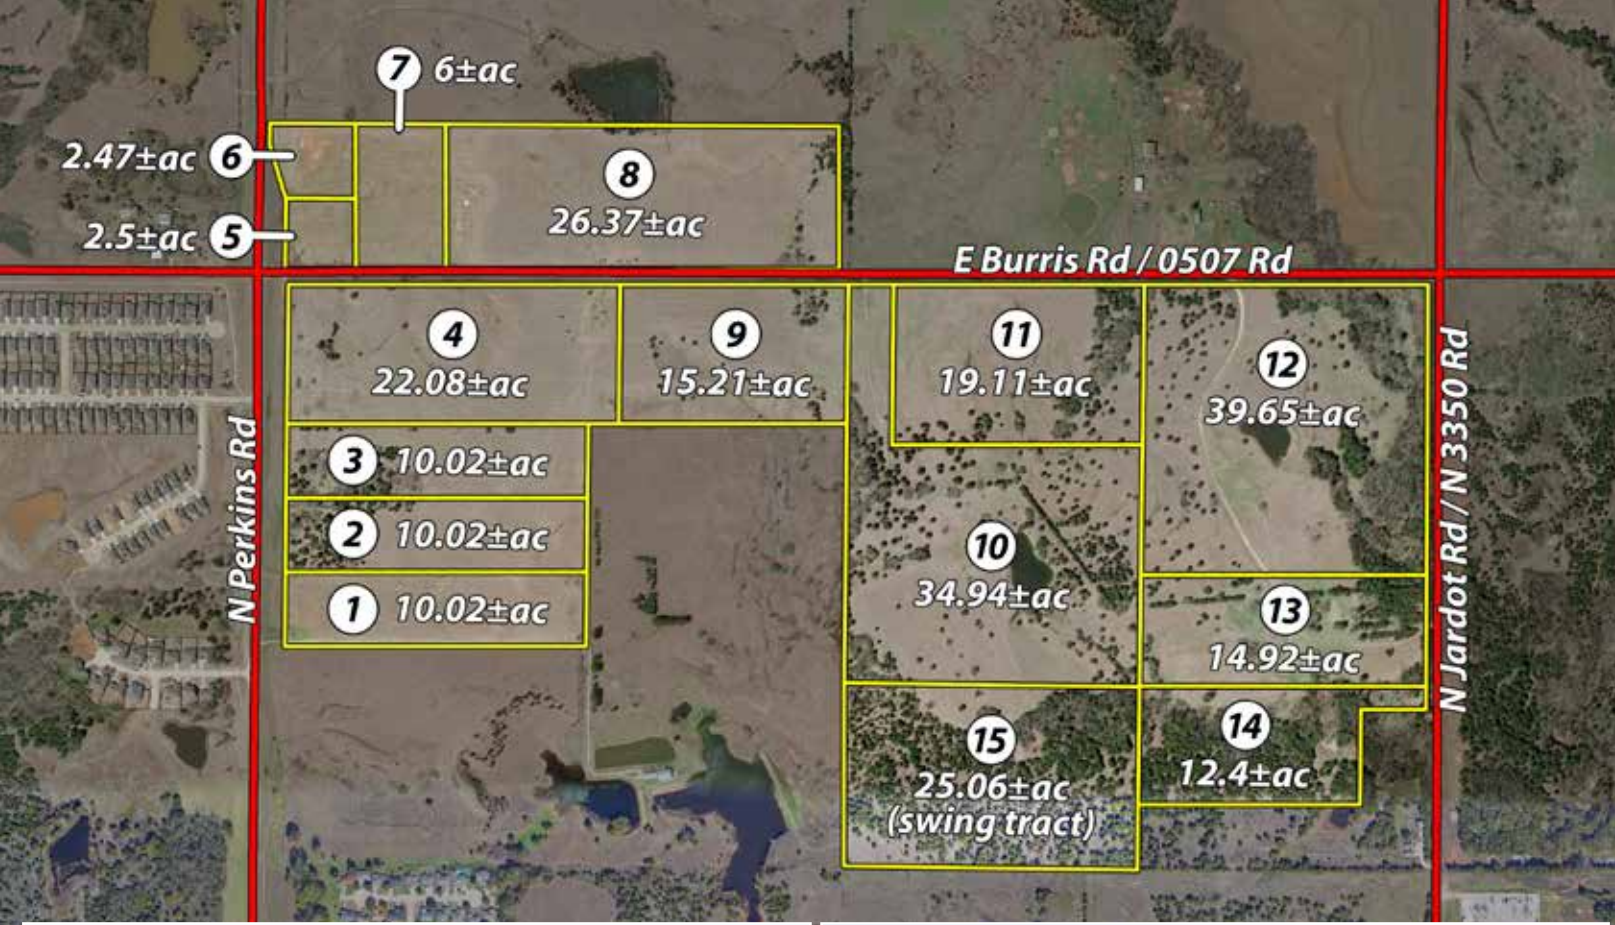 7 6±ac
2.47±ac 6
8
26.37±ac
2.5±ac 5
E Burris Rd / 0507 Rd
4
22.08±ac
9
15.21±ac
11
19.11±ac
12
39.65±ac
3 10.02±ac
2 10.02±ac
1 10.02±ac
N Perkins Rd
10
34.94±ac
13
14.92±ac
N Jardot Rd / N 3350 Rd
15
25.06±ac
(swing tract)
14
12.4±ac